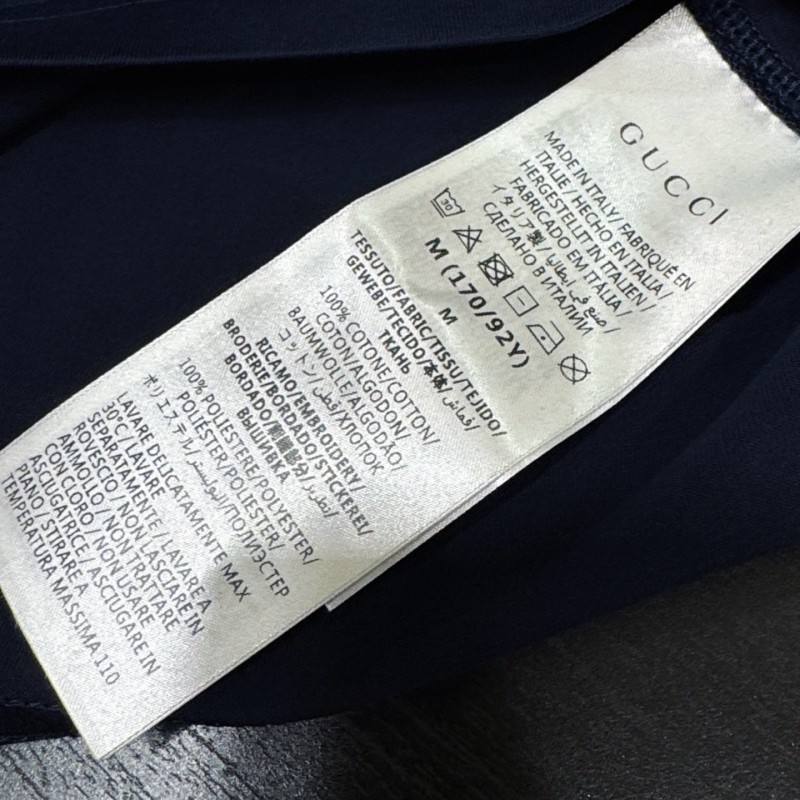 GUCCI
MADE IN ITALY/FABRIQUÉ EN
ITALIE/HECHO EN ITALIA/
HERGESTELLT IN ITALIEN/
FABRICADO EM ITÁLIA/
イタリア製/صنع في ايطاليا/
СДЕЛАНО В ИТАЛИИ
30
M (170/92Y)
M
TESSUTO/FABRIC/TISSU/TEJIDO/
GEWEBE/TECIDO/本体/قماش/
ТКАНЬ
100% COTONE/COTTON/
COTON/ALGODON/
BAUMWOLLE/ALGODÃO/
コットン/قطن/ХЛОПОК
RICAMO/EMBROIDERY/
BRODERIE/BORDADO/STICKEREI/
BORDADO/刺繍部分/تطريز/
ВЫШИВКА
100% POLIESTERE/POLYESTER/
POLIÉSTER/POLIESTER/
ポリエステル/البوليستر/ПОЛИЭСТЕР
LAVARE DELICATAMENTE MAX
30°C/LAVARE
SEPARATAMENTE/LAVARE A
ROVESCIO/NON LASCIARE IN
AMMOLLO/NON TRATTARE
CON CLORO/NON USARE
ASCIUGATRICE/ASCIUGARE IN
PIANO/STIRARE A
TEMPERATURA MASSIMA 110